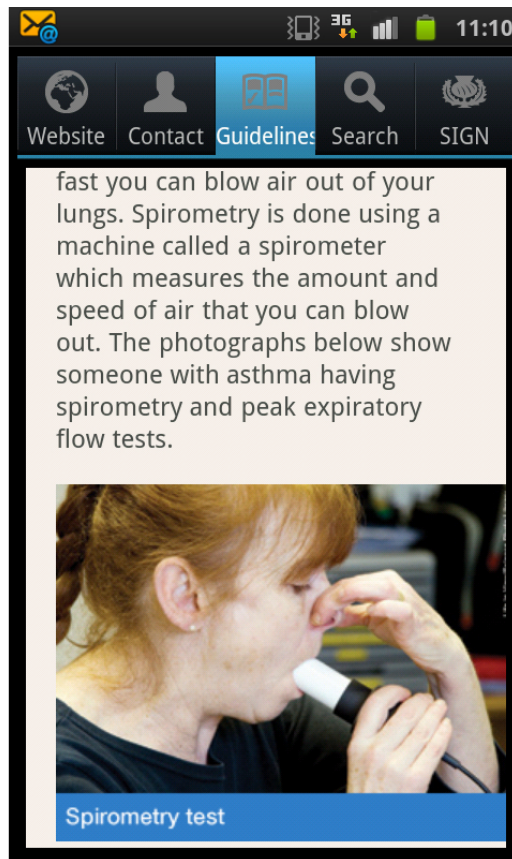 3G
11:10
Website Contact Guidelines Search SIGN
fast you can blow air out of your
lungs. Spirometry is done using a
machine called a spirometer
which measures the amount and
speed of air that you can blow
out. The photographs below show
someone with asthma having
spirometry and peak expiratory
flow tests.
Spirometry test